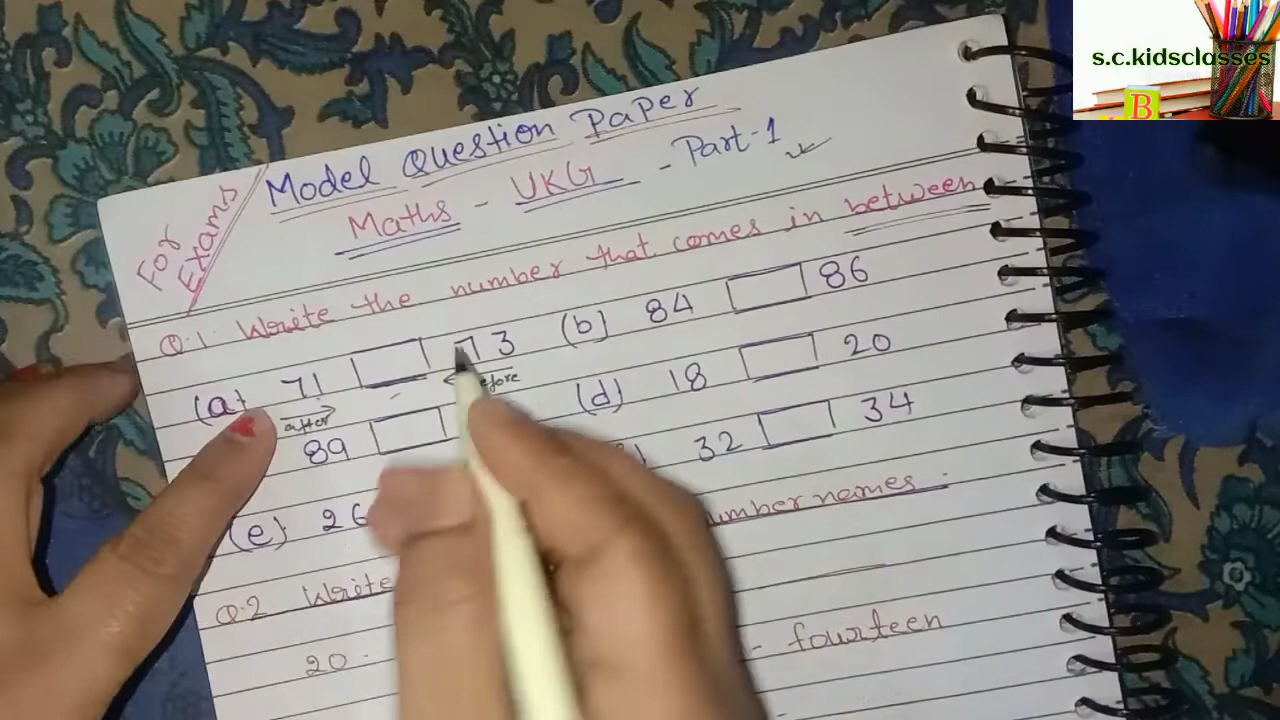 s.c.kidsclasses
B
For Exams
Model Question Paper
Maths - UKG - Part-1
Q.1. Write the number that comes in between
(a) 71 73 (b) 84 86
after before
89 (d) 18 20
(e) 26 32 34
Q.2 Write number names.
20. - fourteen